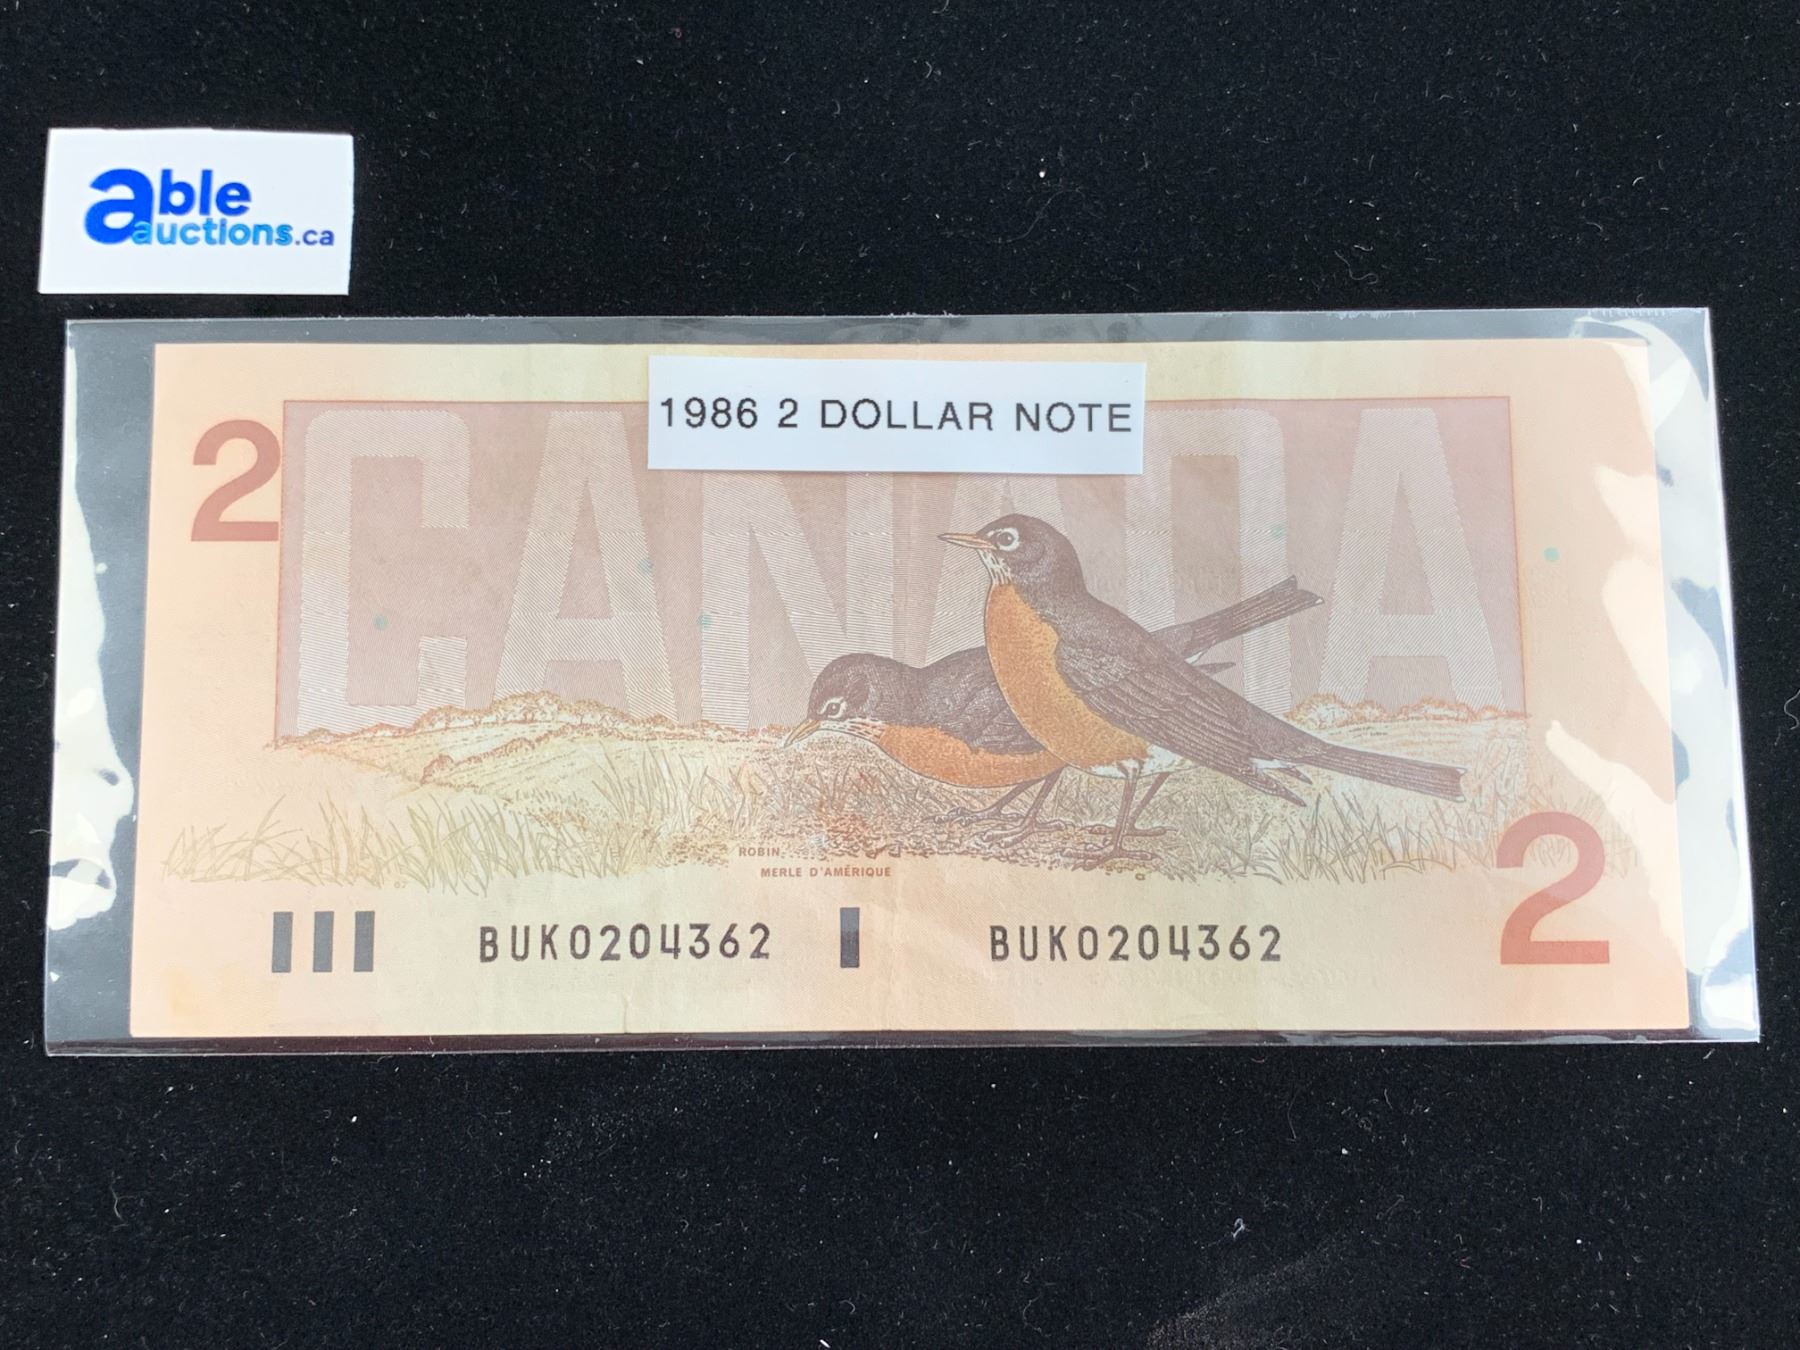 able
auctions.ca
1986 2 DOLLAR NOTE
2
CANADA
ROBIN
MERLE D'AMÉRIQUE
2
BUK0204362 BUK0204362